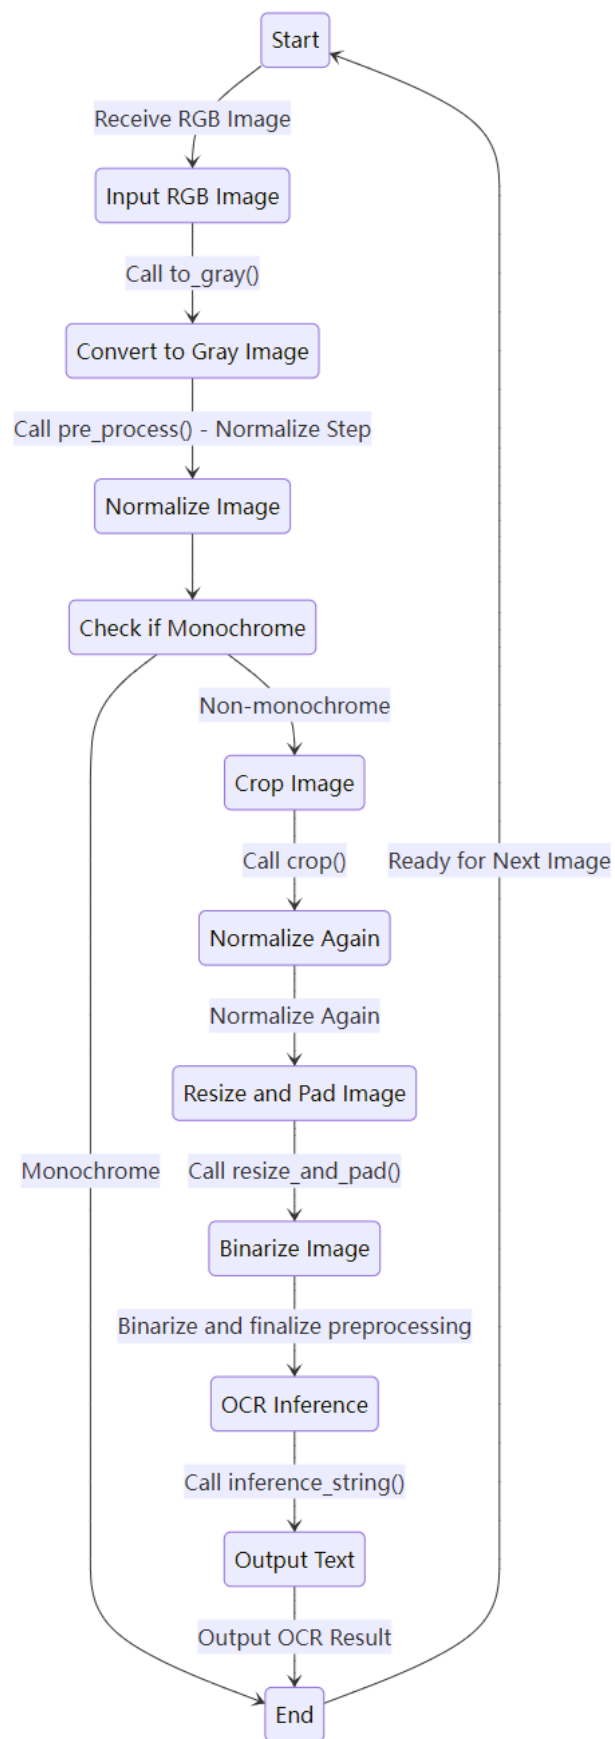 Start
Receive RGB Image
Input RGB Image
Call to_gray()
Convert to Gray Image
Call pre_process() - Normalize Step
Normalize Image
Check if Monochrome
Non-monochrome
Crop Image
Call crop()
Ready for Next Image
Normalize Again
Normalize Again
Resize and Pad Image
Monochrome
Call resize_and_pad()
Binarize Image
Binarize and finalize preprocessing
OCR Inference
Call inference_string()
Output Text
Output OCR Result
End